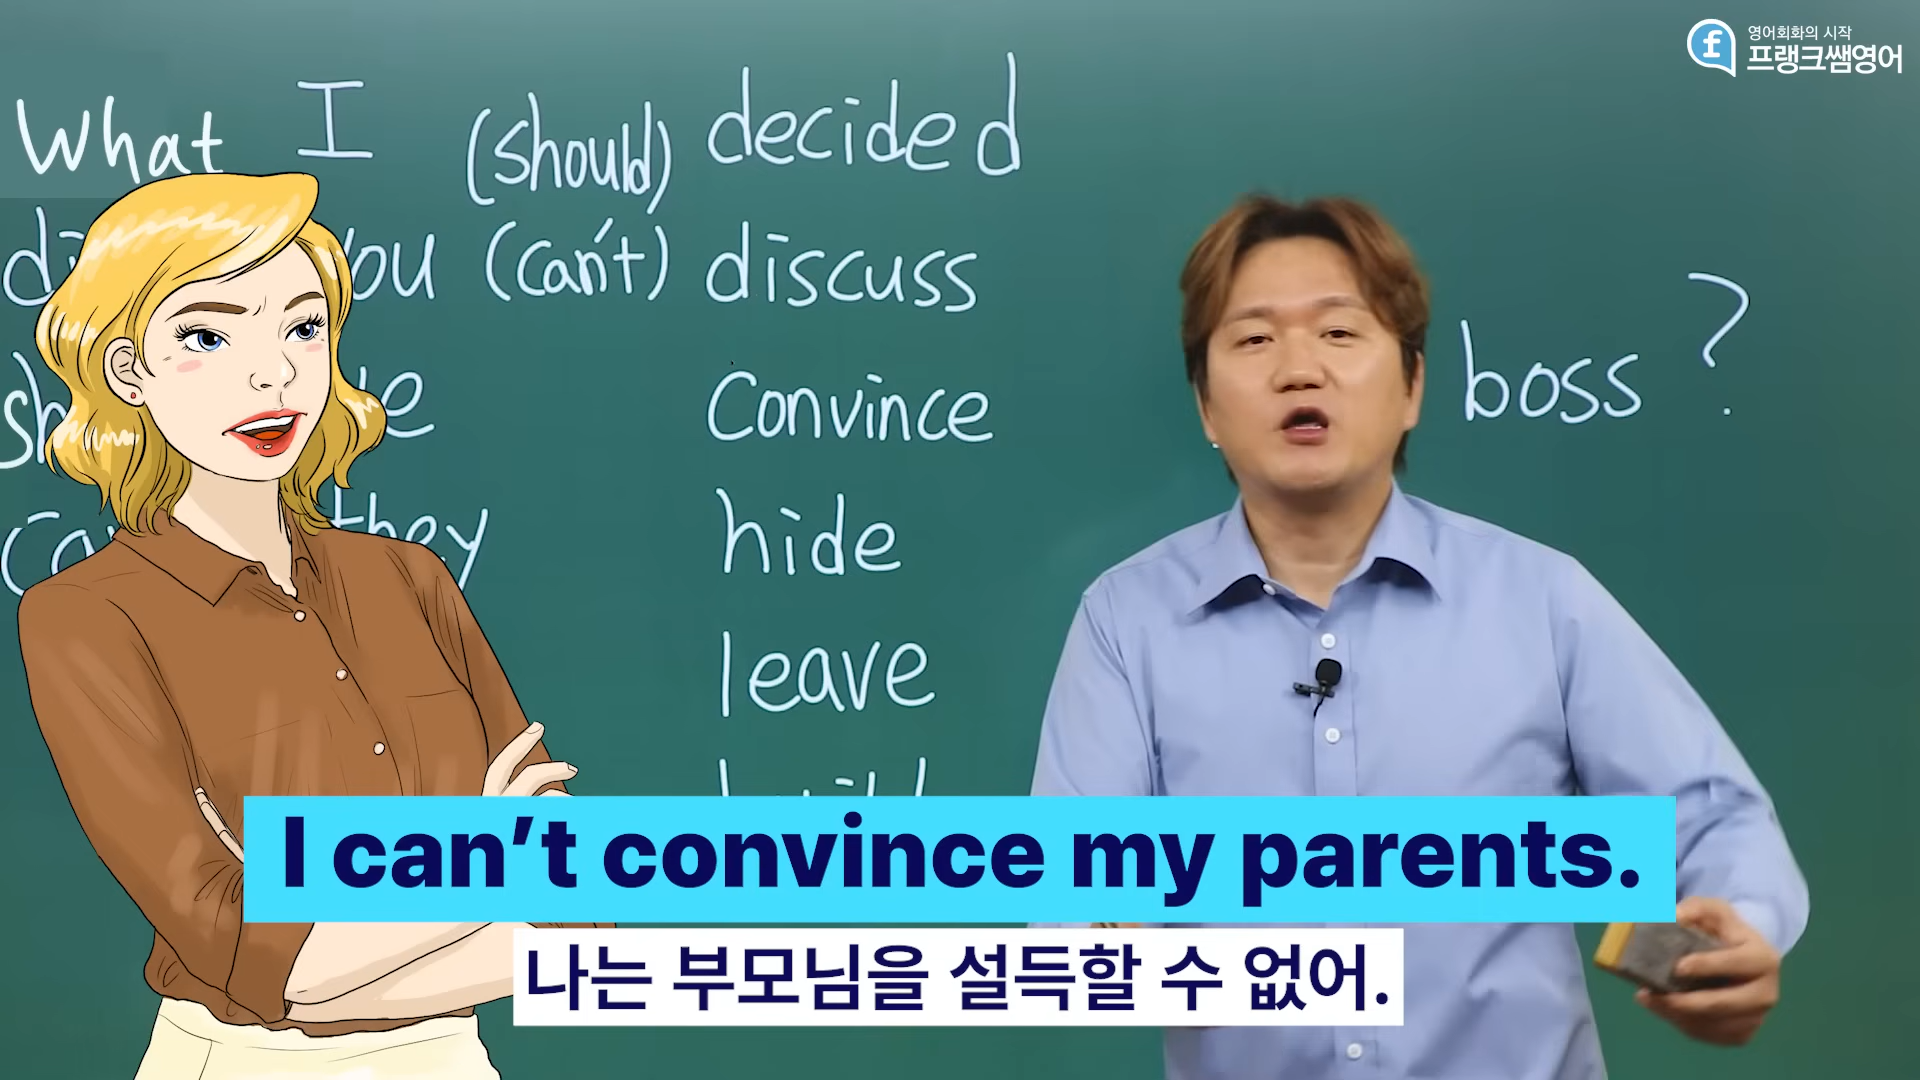 영어회화의 시작
프랭크쌤영어
What I (should) decided
you (can't) discuss
Convince boss ?
they hide
leave
I can't convince my parents.
나는 부모님을 설득할 수 없어.